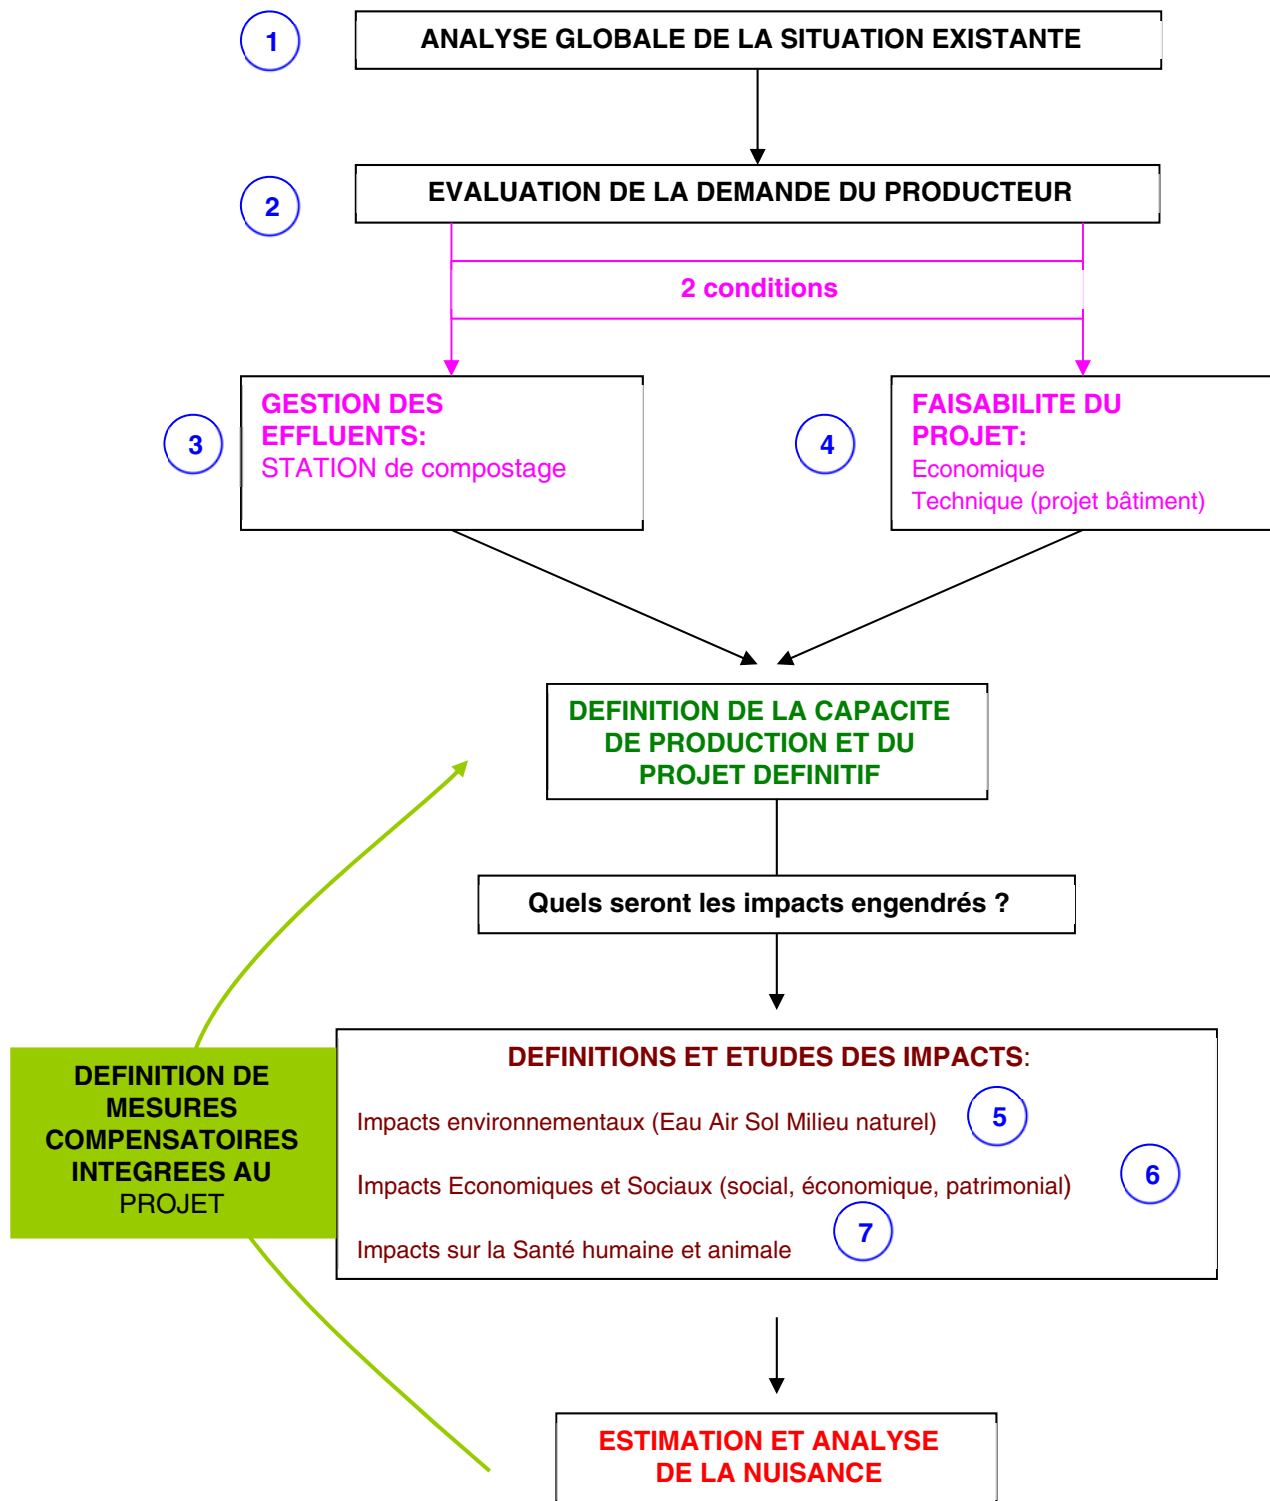 1
ANALYSE GLOBALE DE LA SITUATION EXISTANTE
2
EVALUATION DE LA DEMANDE DU PRODUCTEUR
2 conditions
3
GESTION DES
EFFLUENTS:
STATION de compostage
4
FAISABILITE DU
PROJET:
Economique
Technique (projet bâtiment)
DEFINITION DE LA CAPACITE
DE PRODUCTION ET DU
PROJET DEFINITIF
Quels seront les impacts engendrés ?
DEFINITION DE
MESURES
COMPENSATOIRES
INTEGREES AU
PROJET
DEFINITIONS ET ETUDES DES IMPACTS:
Impacts environnementaux (Eau Air Sol Milieu naturel)
5
Impacts Economiques et Sociaux (social, économique, patrimonial)
6
Impacts sur la Santé humaine et animale
7
ESTIMATION ET ANALYSE
DE LA NUISANCE